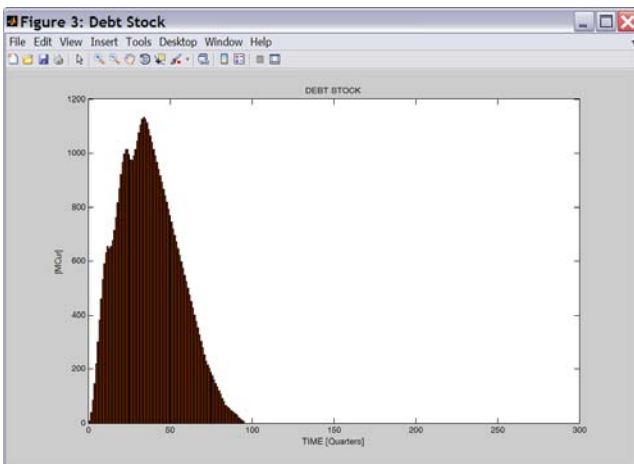 Figure 3: Debt Stock
File Edit View Insert Tools Desktop Window Help
DEBT STOCK
1200
1000
800
600
400
200
0
[MCur]
0 50 100 150 200 250 300
TIME [Quarters]